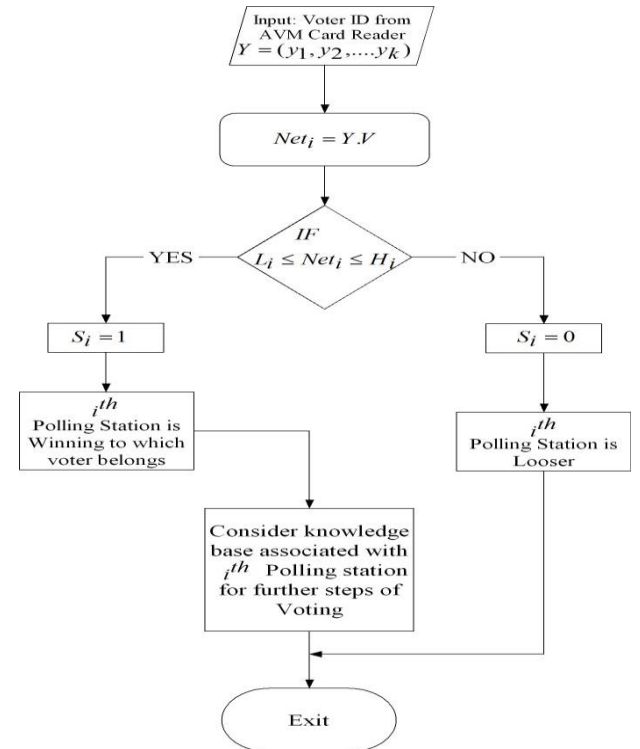 Input: Voter ID from
AVM Card Reader
Y = (y₁, y₂,....yₖ)
Netᵢ = Y.V
IF
Lᵢ ≤ Netᵢ ≤ Hᵢ
YES
NO
Sᵢ = 1
Sᵢ = 0
iᵗʰ
Polling Station is
Winning to which
voter belongs
iᵗʰ
Polling Station is
Looser
Consider knowledge
base associated with
iᵗʰ Polling station
for further steps of
Voting
Exit